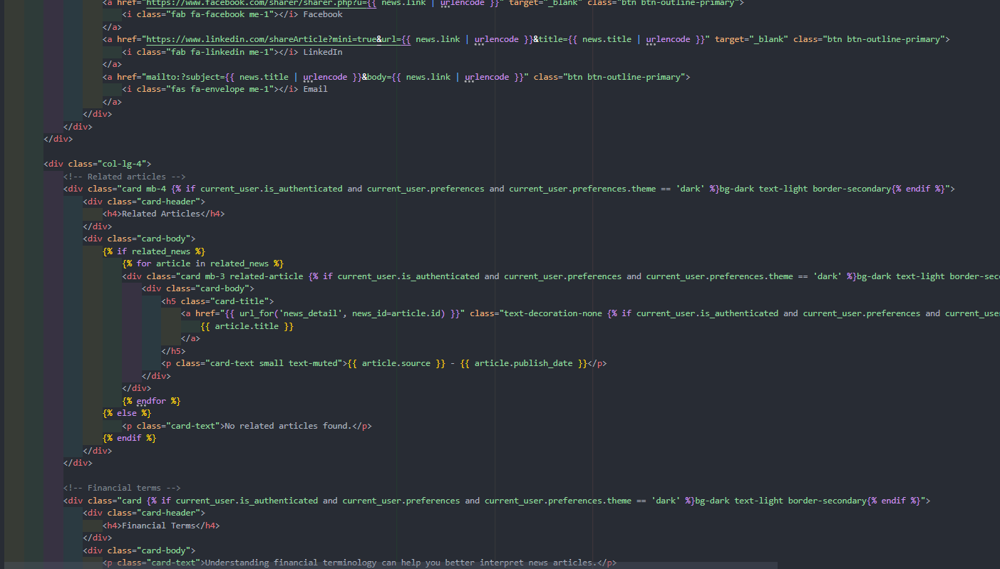 <a href="https://www.facebook.com/sharer/sharer.php?u={{ news.link | urlencode }}" target="_blank" class="btn btn-outline-primary">
<i class="fab fa-facebook me-1"></i> Facebook
</a>
<a href="https://www.linkedin.com/shareArticle?mini=true&url={{ news.link | urlencode }}&title={{ news.title | urlencode }}" target="_blank" class="btn btn-outline-primary">
<i class="fab fa-linkedin me-1"></i> LinkedIn
</a>
<a href="mailto:?subject={{ news.title | urlencode }}&body={{ news.link | urlencode }}" class="btn btn-outline-primary">
<i class="fas fa-envelope me-1"></i> Email
</a>
</div>
</div>
</div>
<div class="col-lg-4">
<!-- Related articles -->
<div class="card mb-4 {% if current_user.is_authenticated and current_user.preferences and current_user.preferences.theme == 'dark' %}bg-dark text-light border-secondary{% endif %}">
<div class="card-header">
<h4>Related Articles</h4>
</div>
<div class="card-body">
{% if related_news %}
{% for article in related_news %}
<div class="card mb-3 related-article {% if current_user.is_authenticated and current_user.preferences and current_user.preferences.theme == 'dark' %}bg-dark text-light border-sec
<div class="card-body">
<h5 class="card-title">
<a href="{{ url_for('news_detail', news_id=article.id) }}" class="text-decoration-none {% if current_user.is_authenticated and current_user.preferences and current_use
{{ article.title }}
</a>
</h5>
<p class="card-text small text-muted">{{ article.source }} - {{ article.publish_date }}</p>
</div>
</div>
{% endfor %}
{% else %}
<p class="card-text">No related articles found.</p>
{% endif %}
</div>
</div>
<!-- Financial terms -->
<div class="card {% if current_user.is_authenticated and current_user.preferences and current_user.preferences.theme == 'dark' %}bg-dark text-light border-secondary{% endif %}">
<div class="card-header">
<h4>Financial Terms</h4>
</div>
<div class="card-body">
<p class="card-text">Understanding financial terminology can help you better interpret news articles.</p>